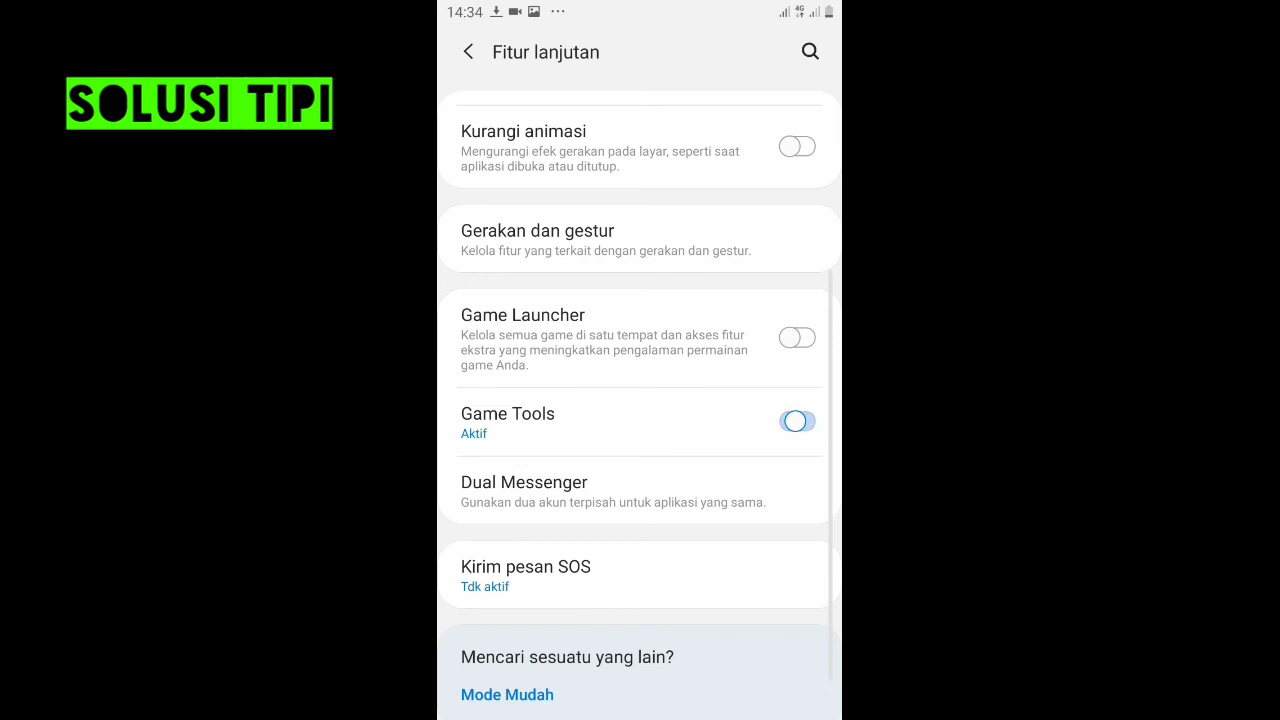 SOLUSI TIPI
14:34
4G
Fitur lanjutan
Kurangi animasi
Mengurangi efek gerakan pada layar, seperti saat
aplikasi dibuka atau ditutup.
Gerakan dan gestur
Kelola fitur yang terkait dengan gerakan dan gestur.
Game Launcher
Kelola semua game di satu tempat dan akses fitur
ekstra yang meningkatkan pengalaman permainan
game Anda.
Game Tools
Aktif
Dual Messenger
Gunakan dua akun terpisah untuk aplikasi yang sama.
Kirim pesan SOS
Tdk aktif
Mencari sesuatu yang lain?
Mode Mudah